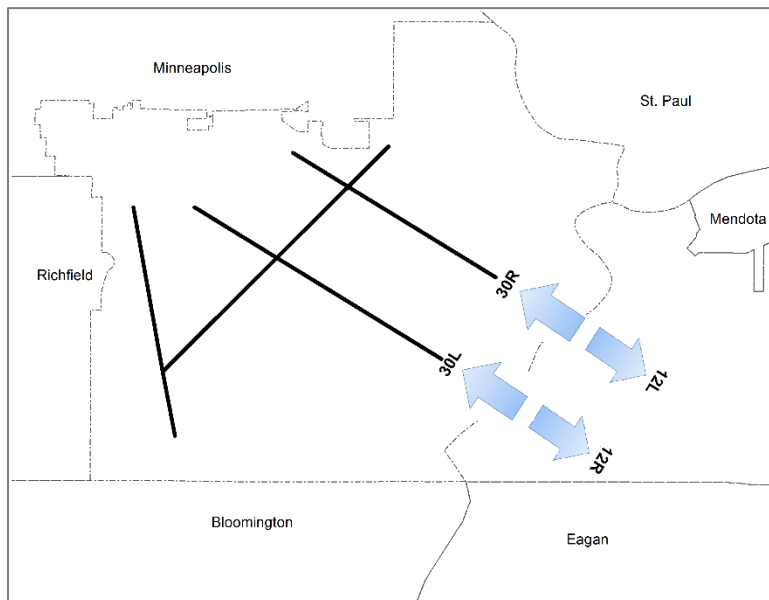 Minneapolis
St. Paul
Mendota
Richfield
30R
30L
12L
12R
Bloomington
Eagan